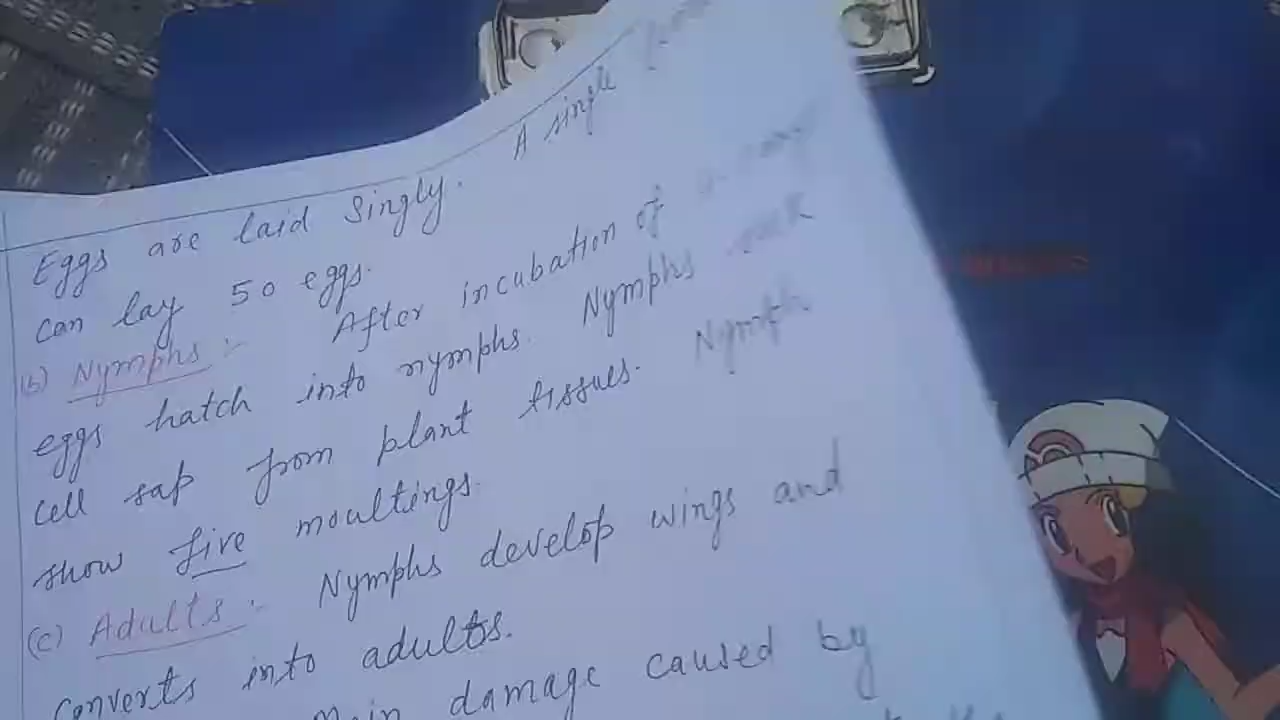 Eggs are laid Singly. A single
can lay 50 eggs.
(b) Nymphs :- After incubation of
eggs hatch into nymphs. Nymphs suck
cell sap from plant tissues. Nymph
show five moultings.
(c) Adults :- Nymphs develop wings and
converts into adults.
Main damage caused by